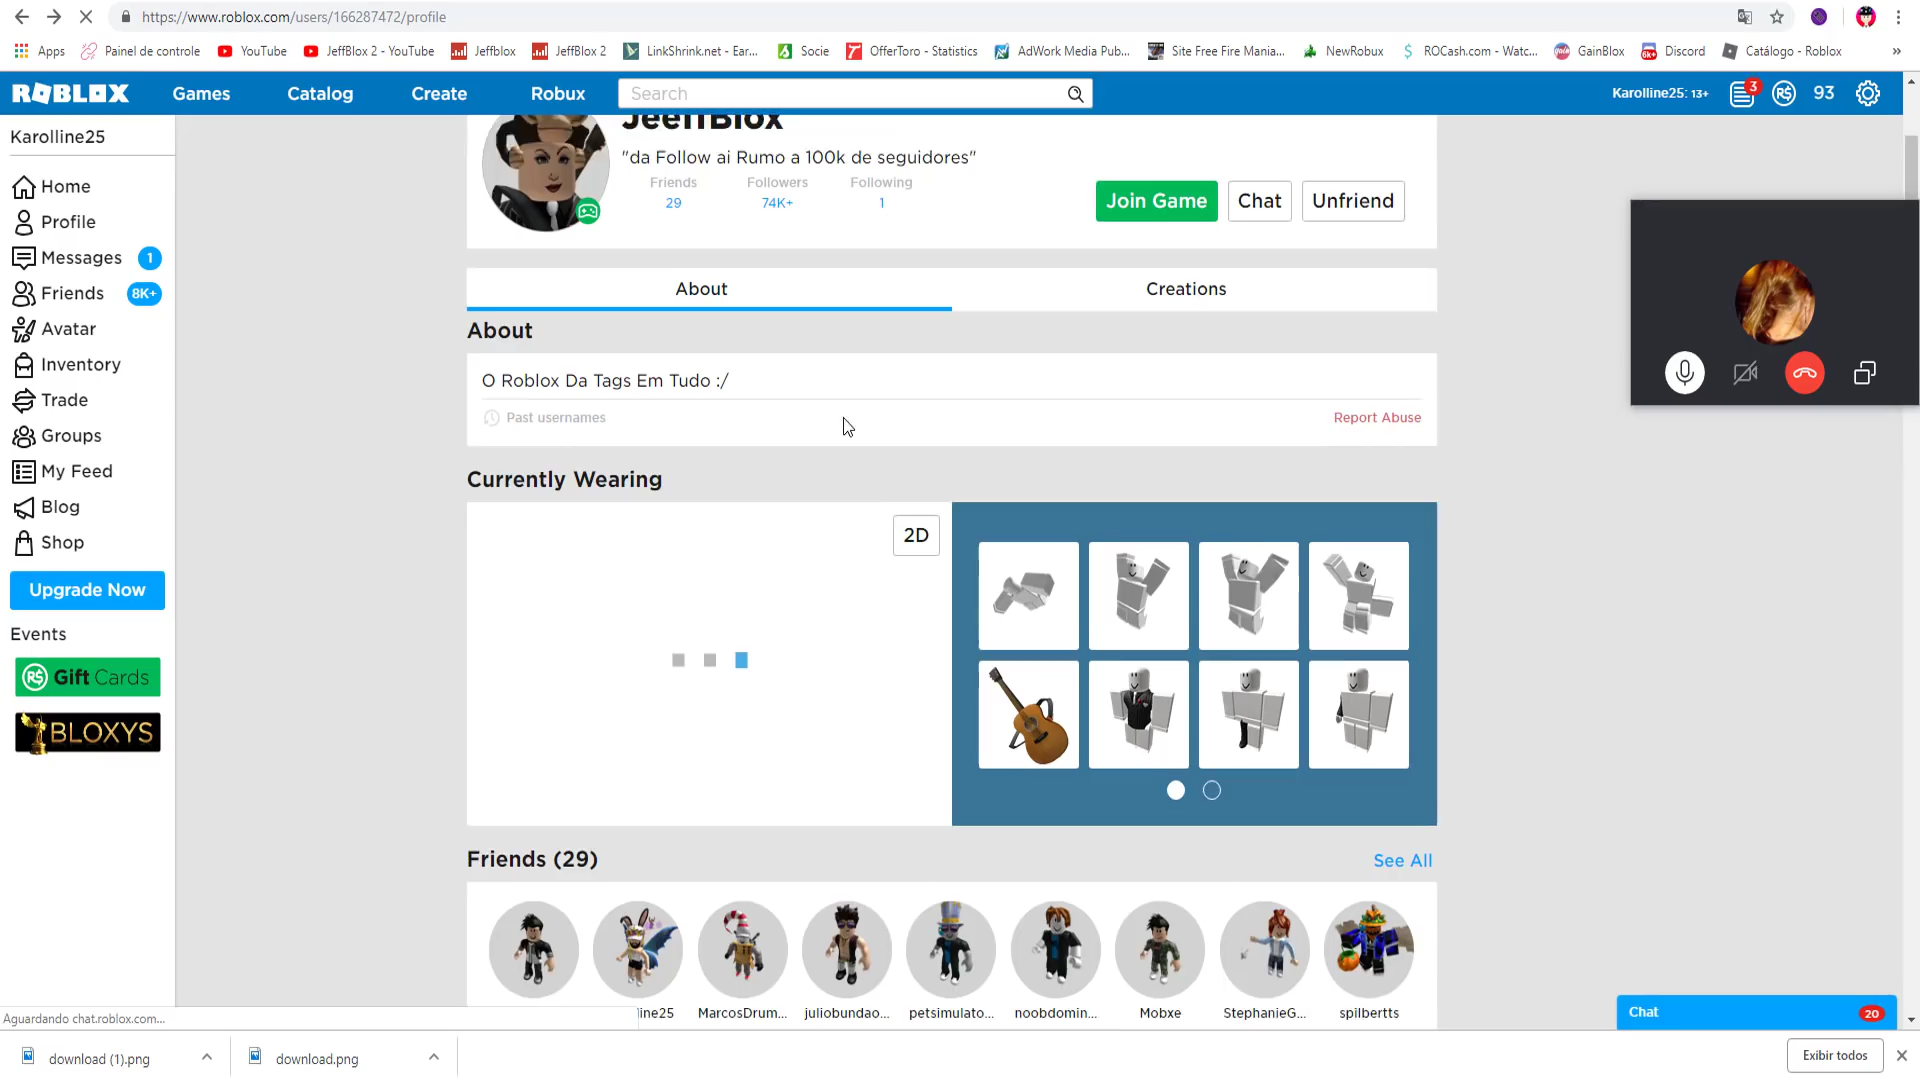 https://www.roblox.com/users/166287472/profile
Apps
Painel de controle
YouTube
JeffBlox 2 - YouTube
Jeffblox
JeffBlox 2
LinkShrink.net - Ear...
Socie
OfferToro - Statistics
AdWork Media Pub...
Site Free Fire Mania...
NewRobux
ROCash.com - Watc...
GainBlox
Discord
Catálogo - Roblox
»
ROBLOX
Games
Catalog
Create
Robux
Search
Karolline25: 13+
3
93
Karolline25
Home
Profile
Messages 1
Friends 8K+
Avatar
Inventory
Trade
Groups
My Feed
Blog
Shop
Upgrade Now
Events
Gift Cards
BLOXYS
JeeffBlox
"da Follow ai Rumo a 100k de seguidores"
Friends Followers Following
29 74K+ 1
Join Game
Chat
Unfriend
About
Creations
About
O Roblox Da Tags Em Tudo :/
Past usernames
Report Abuse
Currently Wearing
2D
Friends (29)
See All
ine25
MarcosDrum...
juliobundao...
petsimulato...
noobdomin...
Mobxe
StephanieG...
spilbertts
Aguardando chat.roblox.com...
Chat 20
download (1).png
download.png
Exibir todos